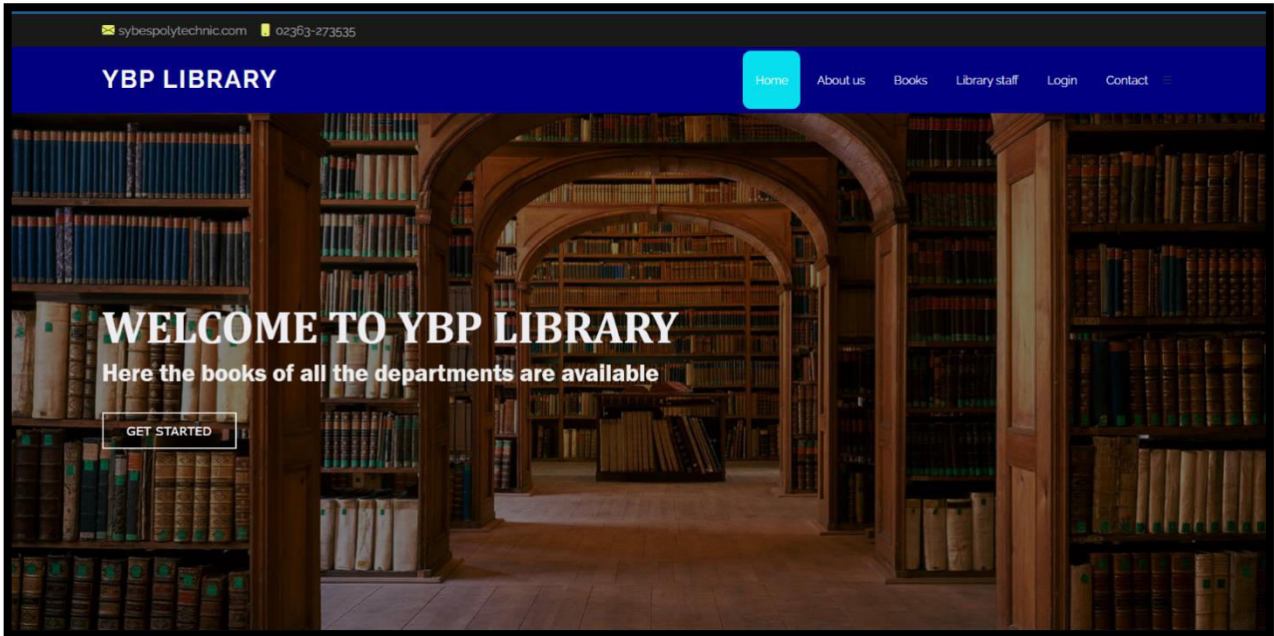 sybespolytechnic.com 02363-273535
YBP LIBRARY Home About us Books Library staff Login Contact
WELCOME TO YBP LIBRARY
Here the books of all the departments are available
GET STARTED